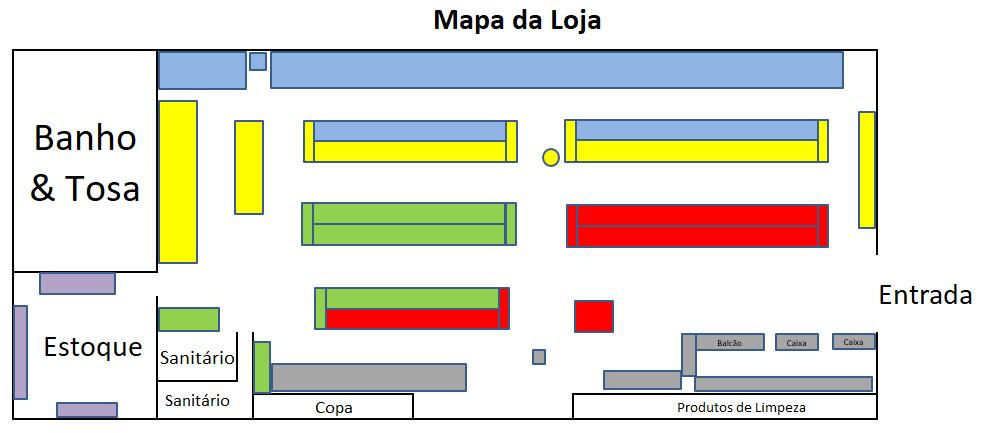 Mapa da Loja
Banho
& Tosa
Entrada
Estoque
Balcão
Caixa
Caixa
Sanitário
Sanitário
Copa
Produtos de Limpeza